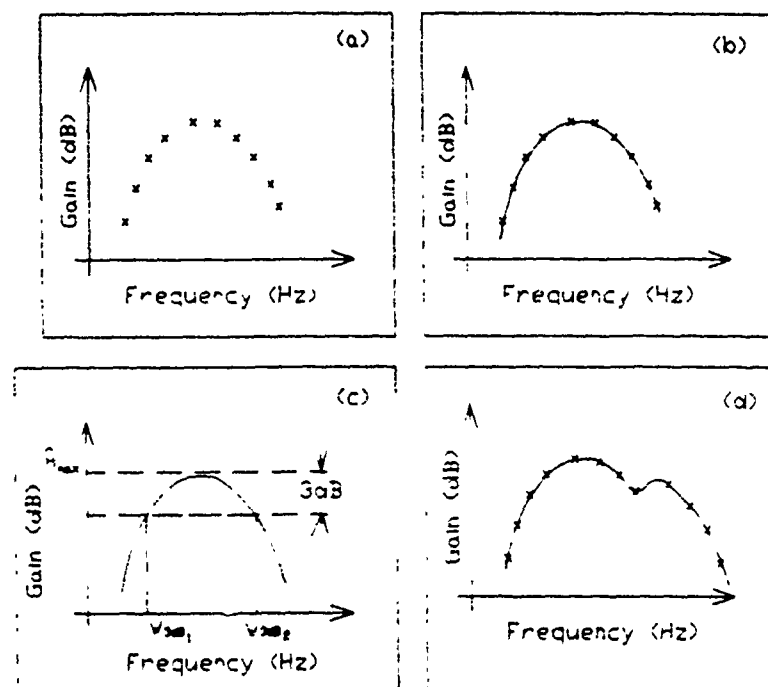 (a)
Gain (dB)
Frequency (Hz)
(b)
Gain (dB)
Frequency (Hz)
(c)
3dB
Gain (dB)
Frequency (Hz)
(d)
Gain (dB)
Frequency (Hz)